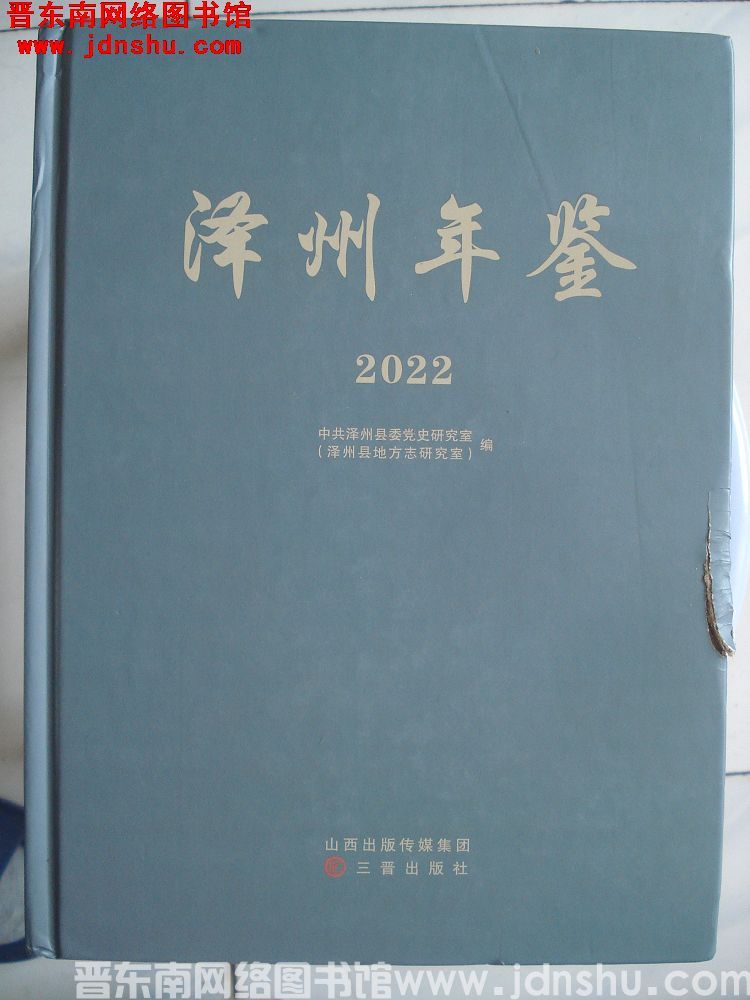 晋东南网络图书馆
www.jdnshu.com
泽州年鉴
2022
中共泽州县委党史研究室
（泽州县地方志研究室）
编
山西出版传媒集团
三晋出版社
晋东南网络图书馆www.jdnshu.com